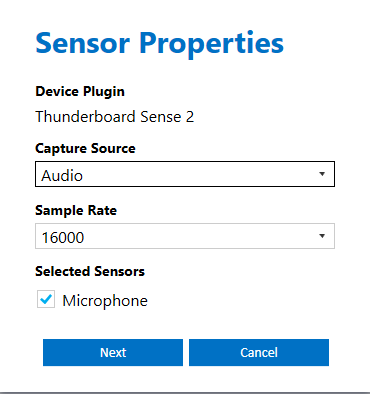 Sensor Properties
Device Plugin
Thunderboard Sense 2
Capture Source
Audio
Sample Rate
16000
Selected Sensors
Microphone
Next
Cancel